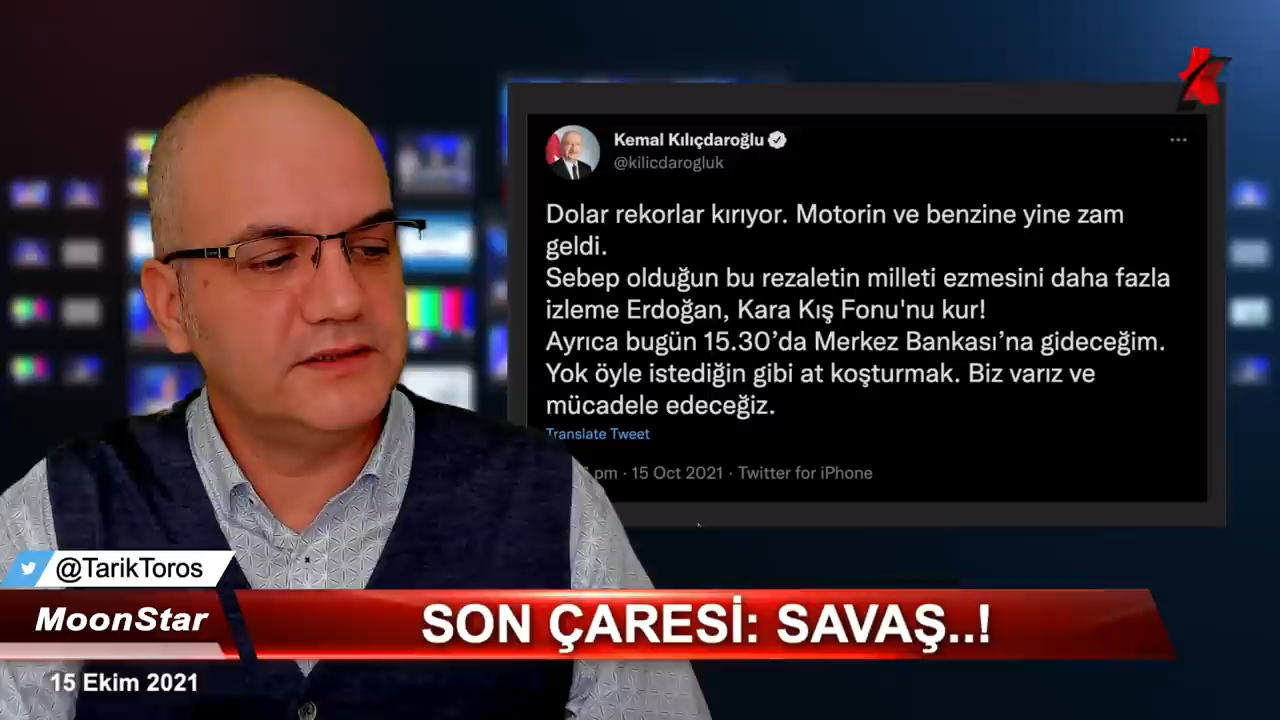 Kemal Kılıçdaroğlu
@kilicdarogluk
Dolar rekorlar kırıyor. Motorin ve benzine yine zam
geldi.
Sebep olduğun bu rezaletin milleti ezmesini daha fazla
izleme Erdoğan, Kara Kış Fonu'nu kur!
Ayrıca bugün 15.30’da Merkez Bankası’na gideceğim.
Yok öyle istediğin gibi at koşturmak. Biz varız ve
mücadele edeceğiz.
Translate Tweet
pm · 15 Oct 2021 · Twitter for iPhone
@TarikToros
MoonStar
SON ÇARESİ: SAVAŞ..!
15 Ekim 2021